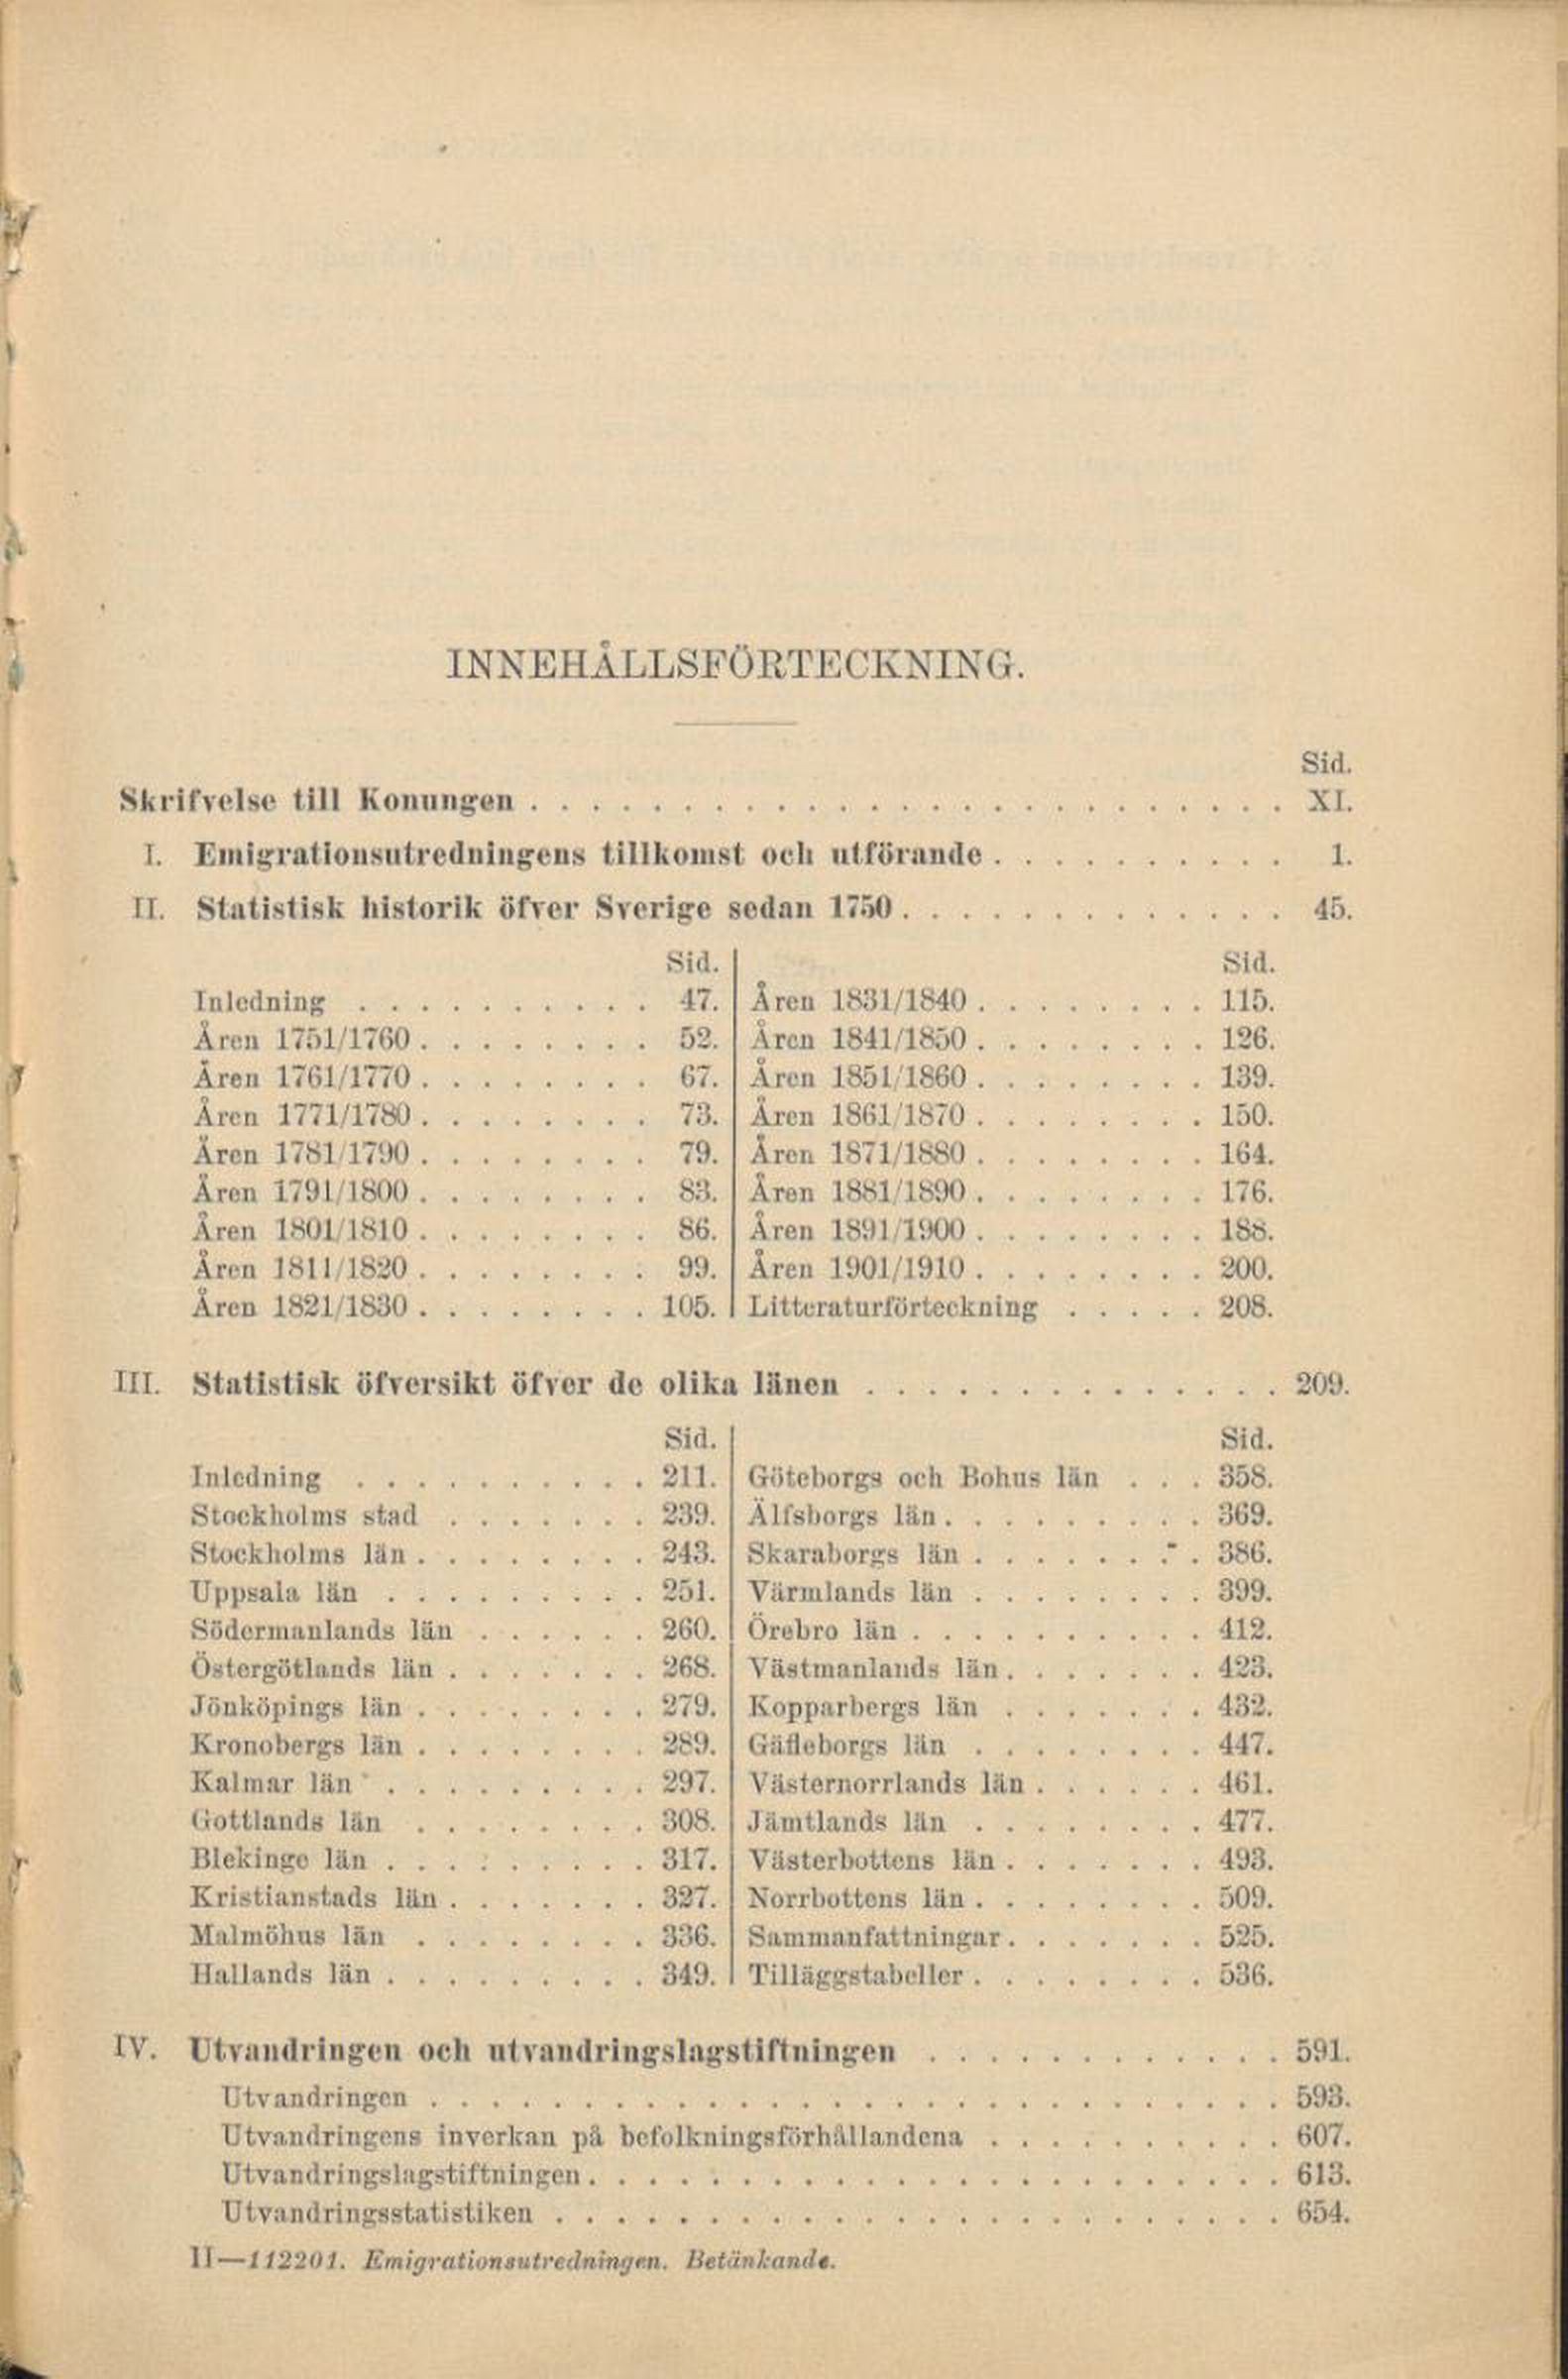 INNEHÅLLSFÖRTECKNING.
Sid.
Skrifvelse till Konungen . . . . . . . . . . . . . . . . . . . . . . . . . XI.
I. Emigrationsutredningens tillkomst och utförande . . . . . . . . . . 1.
II. Statistisk historik öfver Sverige sedan 1750 . . . . . . . . . . . . . 45.
Sid.
Inledning . . . . . . . . . . 47.
Åren 1751/1760 . . . . . . . . 52.
Åren 1761/1770 . . . . . . . . 67.
Åren 1771/1780 . . . . . . . . 73.
Åren 1781/1790 . . . . . . . . 79.
Åren 1791/1800 . . . . . . . . 83.
Åren 1801/1810 . . . . . . . . 86.
Åren 1811/1820 . . . . . . . . 99.
Åren 1821/1830 . . . . . . . . 105.
Sid.
Åren 1831/1840 . . . . . . . . 115.
Åren 1841/1850 . . . . . . . . 126.
Åren 1851/1860 . . . . . . . . 139.
Åren 1861/1870 . . . . . . . . 150.
Åren 1871/1880 . . . . . . . . 164.
Åren 1881/1890 . . . . . . . . 176.
Åren 1891/1900 . . . . . . . . 188.
Åren 1901/1910 . . . . . . . . 200.
Litteraturförteckning . . . . . 208.
III. Statistisk öfversikt öfver de olika länen . . . . . . . . . . . . . . 209.
Sid.
Inledning . . . . . . . . . . 211.
Stockholms stad . . . . . . . 239.
Stockholms län . . . . . . . . 243.
Uppsala län . . . . . . . . . 251.
Södermanlands län . . . . . . 260.
Östergötlands län . . . . . . . 268.
Jönköpings län . . . . . . . . 279.
Kronobergs län . . . . . . . . 289.
Kalmar län . . . . . . . . . 297.
Gottlands län . . . . . . . . 308.
Blekinge län . . . . . . . . . 317.
Kristianstads län . . . . . . . 327.
Malmöhus län . . . . . . . . 336.
Hallands län . . . . . . . . . 349.
Sid.
Göteborgs och Bohus län . . . 358.
Älfsborgs län . . . . . . . . . 369.
Skaraborgs län . . . . . . . . 386.
Värmlands län . . . . . . . . 399.
Örebro län . . . . . . . . . . 412.
Västmanlands län . . . . . . . 423.
Kopparbergs län . . . . . . . 432.
Gäfleborgs län . . . . . . . . 447.
Västernorrlands län . . . . . . 461.
Jämtlands län . . . . . . . . 477.
Västerbottens län . . . . . . . 493.
Norrbottens län . . . . . . . . 509.
Sammanfattningar . . . . . . . 525.
Tilläggstabeller . . . . . . . . 536.
IV. Utvandringen och utvandringslagstiftningen . . . . . . . . . . . . 591.
Utvandringen . . . . . . . . . . . . . . . . . . . . . . . . . . . . 593.
Utvandringens inverkan på befolkningsförhållandena . . . . . . . . . . 607.
Utvandringslagstiftningen . . . . . . . . . . . . . . . . . . . . . . . 613.
Utvandringsstatistiken . . . . . . . . . . . . . . . . . . . . . . . . 654.
II—112201. Emigrationsutredningen. Betänkande.